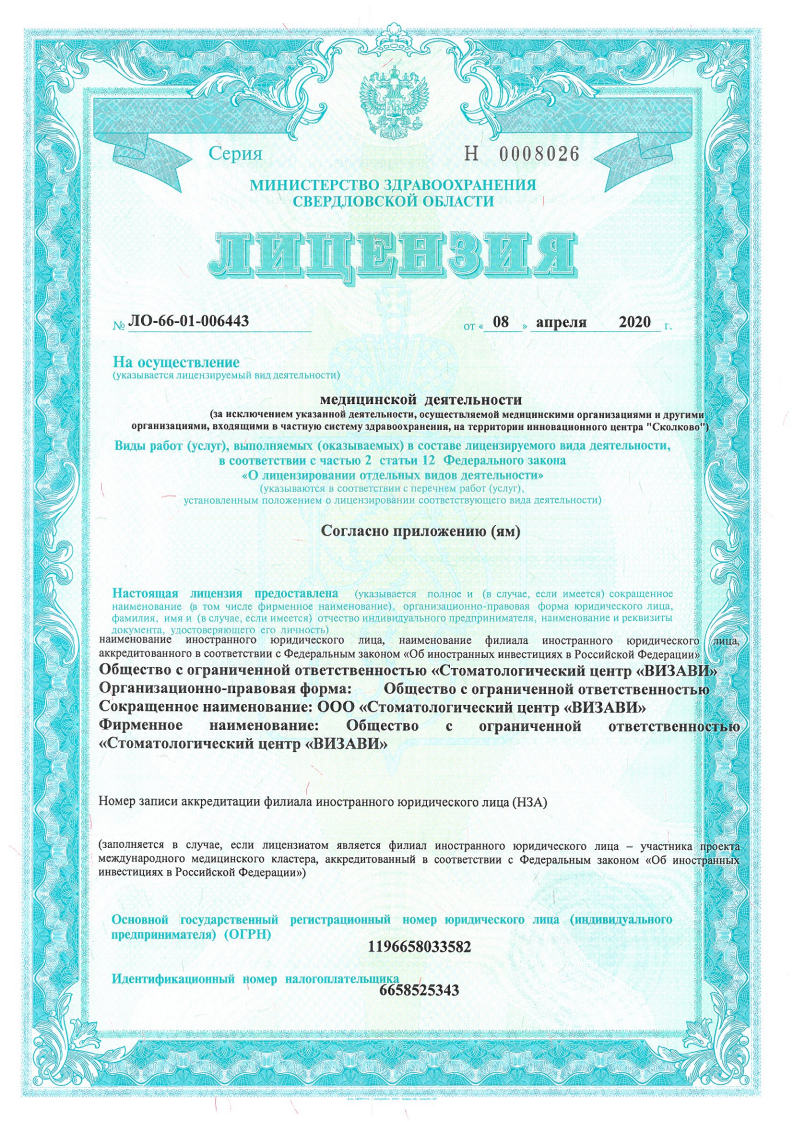 Серия Н 0008026
МИНИСТЕРСТВО ЗДРАВООХРАНЕНИЯ
СВЕРДЛОВСКОЙ ОБЛАСТИ
ЛИЦЕНЗИЯ
№ ЛО-66-01-006443 от « 08 » апреля 2020 г.
На осуществление
(указывается лицензируемый вид деятельности)
медицинской деятельности
(за исключением указанной деятельности, осуществляемой медицинскими организациями и другими
организациями, входящими в частную систему здравоохранения, на территории инновационного центра "Сколково")
Виды работ (услуг), выполняемых (оказываемых) в составе лицензируемого вида деятельности,
в соответствии с частью 2 статьи 12 Федерального закона
«О лицензировании отдельных видов деятельности»
(указываются в соответствии с перечнем работ (услуг),
установленным положением о лицензировании соответствующего вида деятельности)
Согласно приложению (ям)
Настоящая лицензия предоставлена (указывается полное и (в случае, если имеется) сокращенное
наименование (в том числе фирменное наименование), организационно-правовая форма юридического лица,
фамилия, имя и (в случае, если имеется) отчество индивидуального предпринимателя, наименование и реквизиты
документа, удостоверяющего его личность)
наименование иностранного юридического лица, наименование филиала иностранного юридического лица,
аккредитованного в соответствии с Федеральным законом «Об иностранных инвестициях в Российской Федерации»
Общество с ограниченной ответственностью «Стоматологический центр «ВИЗАВИ»
Организационно-правовая форма: Общество с ограниченной ответственностью
Сокращенное наименование: ООО «Стоматологический центр «ВИЗАВИ»
Фирменное наименование: Общество с ограниченной ответственностью
«Стоматологический центр «ВИЗАВИ»
Номер записи аккредитации филиала иностранного юридического лица (НЗА)
(заполняется в случае, если лицензиатом является филиал иностранного юридического лица – участника проекта
международного медицинского кластера, аккредитованный в соответствии с Федеральным законом «Об иностранных
инвестициях в Российской Федерации»)
Основной государственный регистрационный номер юридического лица (индивидуального
предпринимателя) (ОГРН)
1196658033582
Идентификационный номер налогоплательщика
6658525343